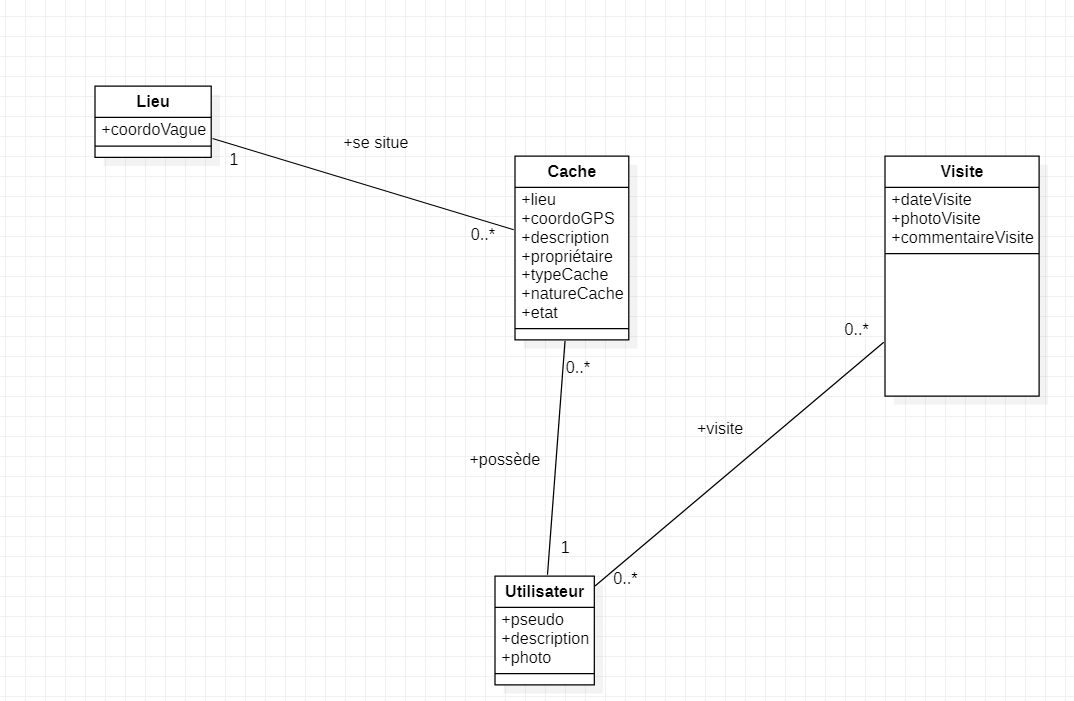 Lieu
+coordoVague
1
+se situe
0..*
Cache
+lieu
+coordoGPS
+description
+propriétaire
+typeCache
+natureCache
+etat
0..*
+possède
1
Visite
+dateVisite
+photoVisite
+commentaireVisite
0..*
+visite
0..*
Utilisateur
+pseudo
+description
+photo